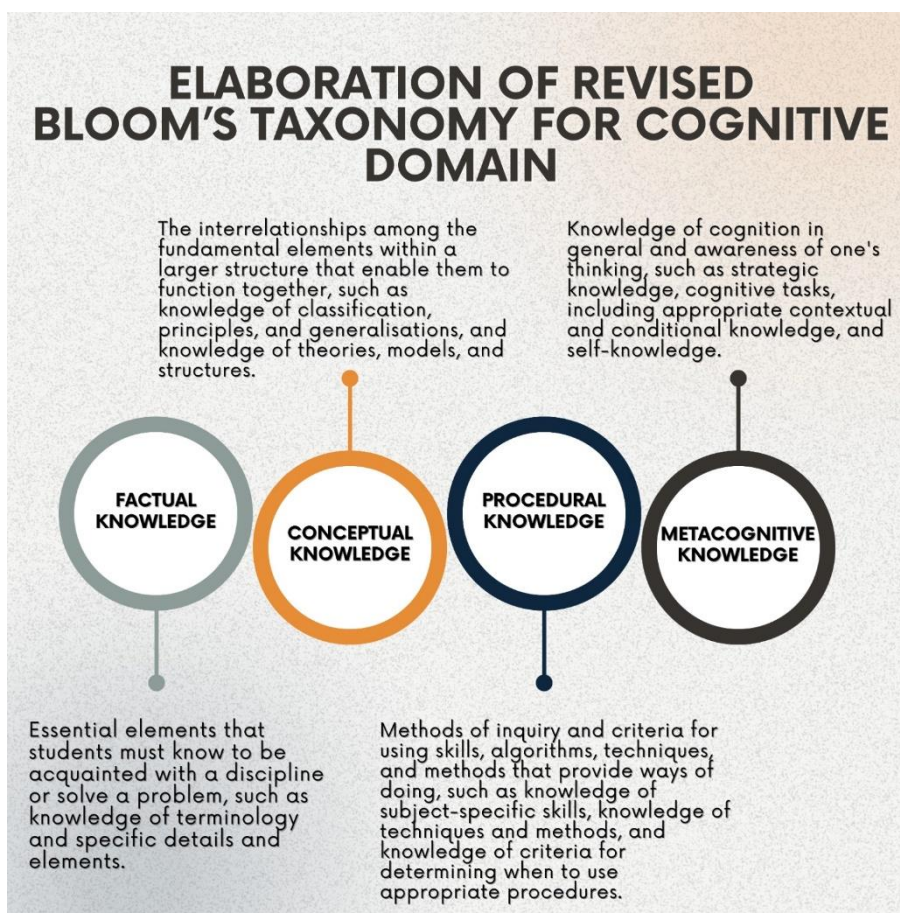 ELABORATION OF REVISED
BLOOM'S TAXONOMY FOR COGNITIVE
DOMAIN
The interrelationships among the
fundamental elements within a
larger structure that enable them to
function together, such as
knowledge of classification,
principles, and generalisations, and
knowledge of theories, models, and
structures.
Knowledge of cognition in
general and awareness of one's
thinking, such as strategic
knowledge, cognitive tasks,
including appropriate contextual
and conditional knowledge, and
self-knowledge.
FACTUAL
KNOWLEDGE
CONCEPTUAL
KNOWLEDGE
PROCEDURAL
KNOWLEDGE
METACOGNITIVE
KNOWLEDGE
Essential elements that
students must know to be
acquainted with a discipline
or solve a problem, such as
knowledge of terminology
and specific details and
elements.
Methods of inquiry and criteria for
using skills, algorithms, techniques,
and methods that provide ways of
doing, such as knowledge of
subject-specific skills, knowledge of
techniques and methods, and
knowledge of criteria for
determining when to use
appropriate procedures.